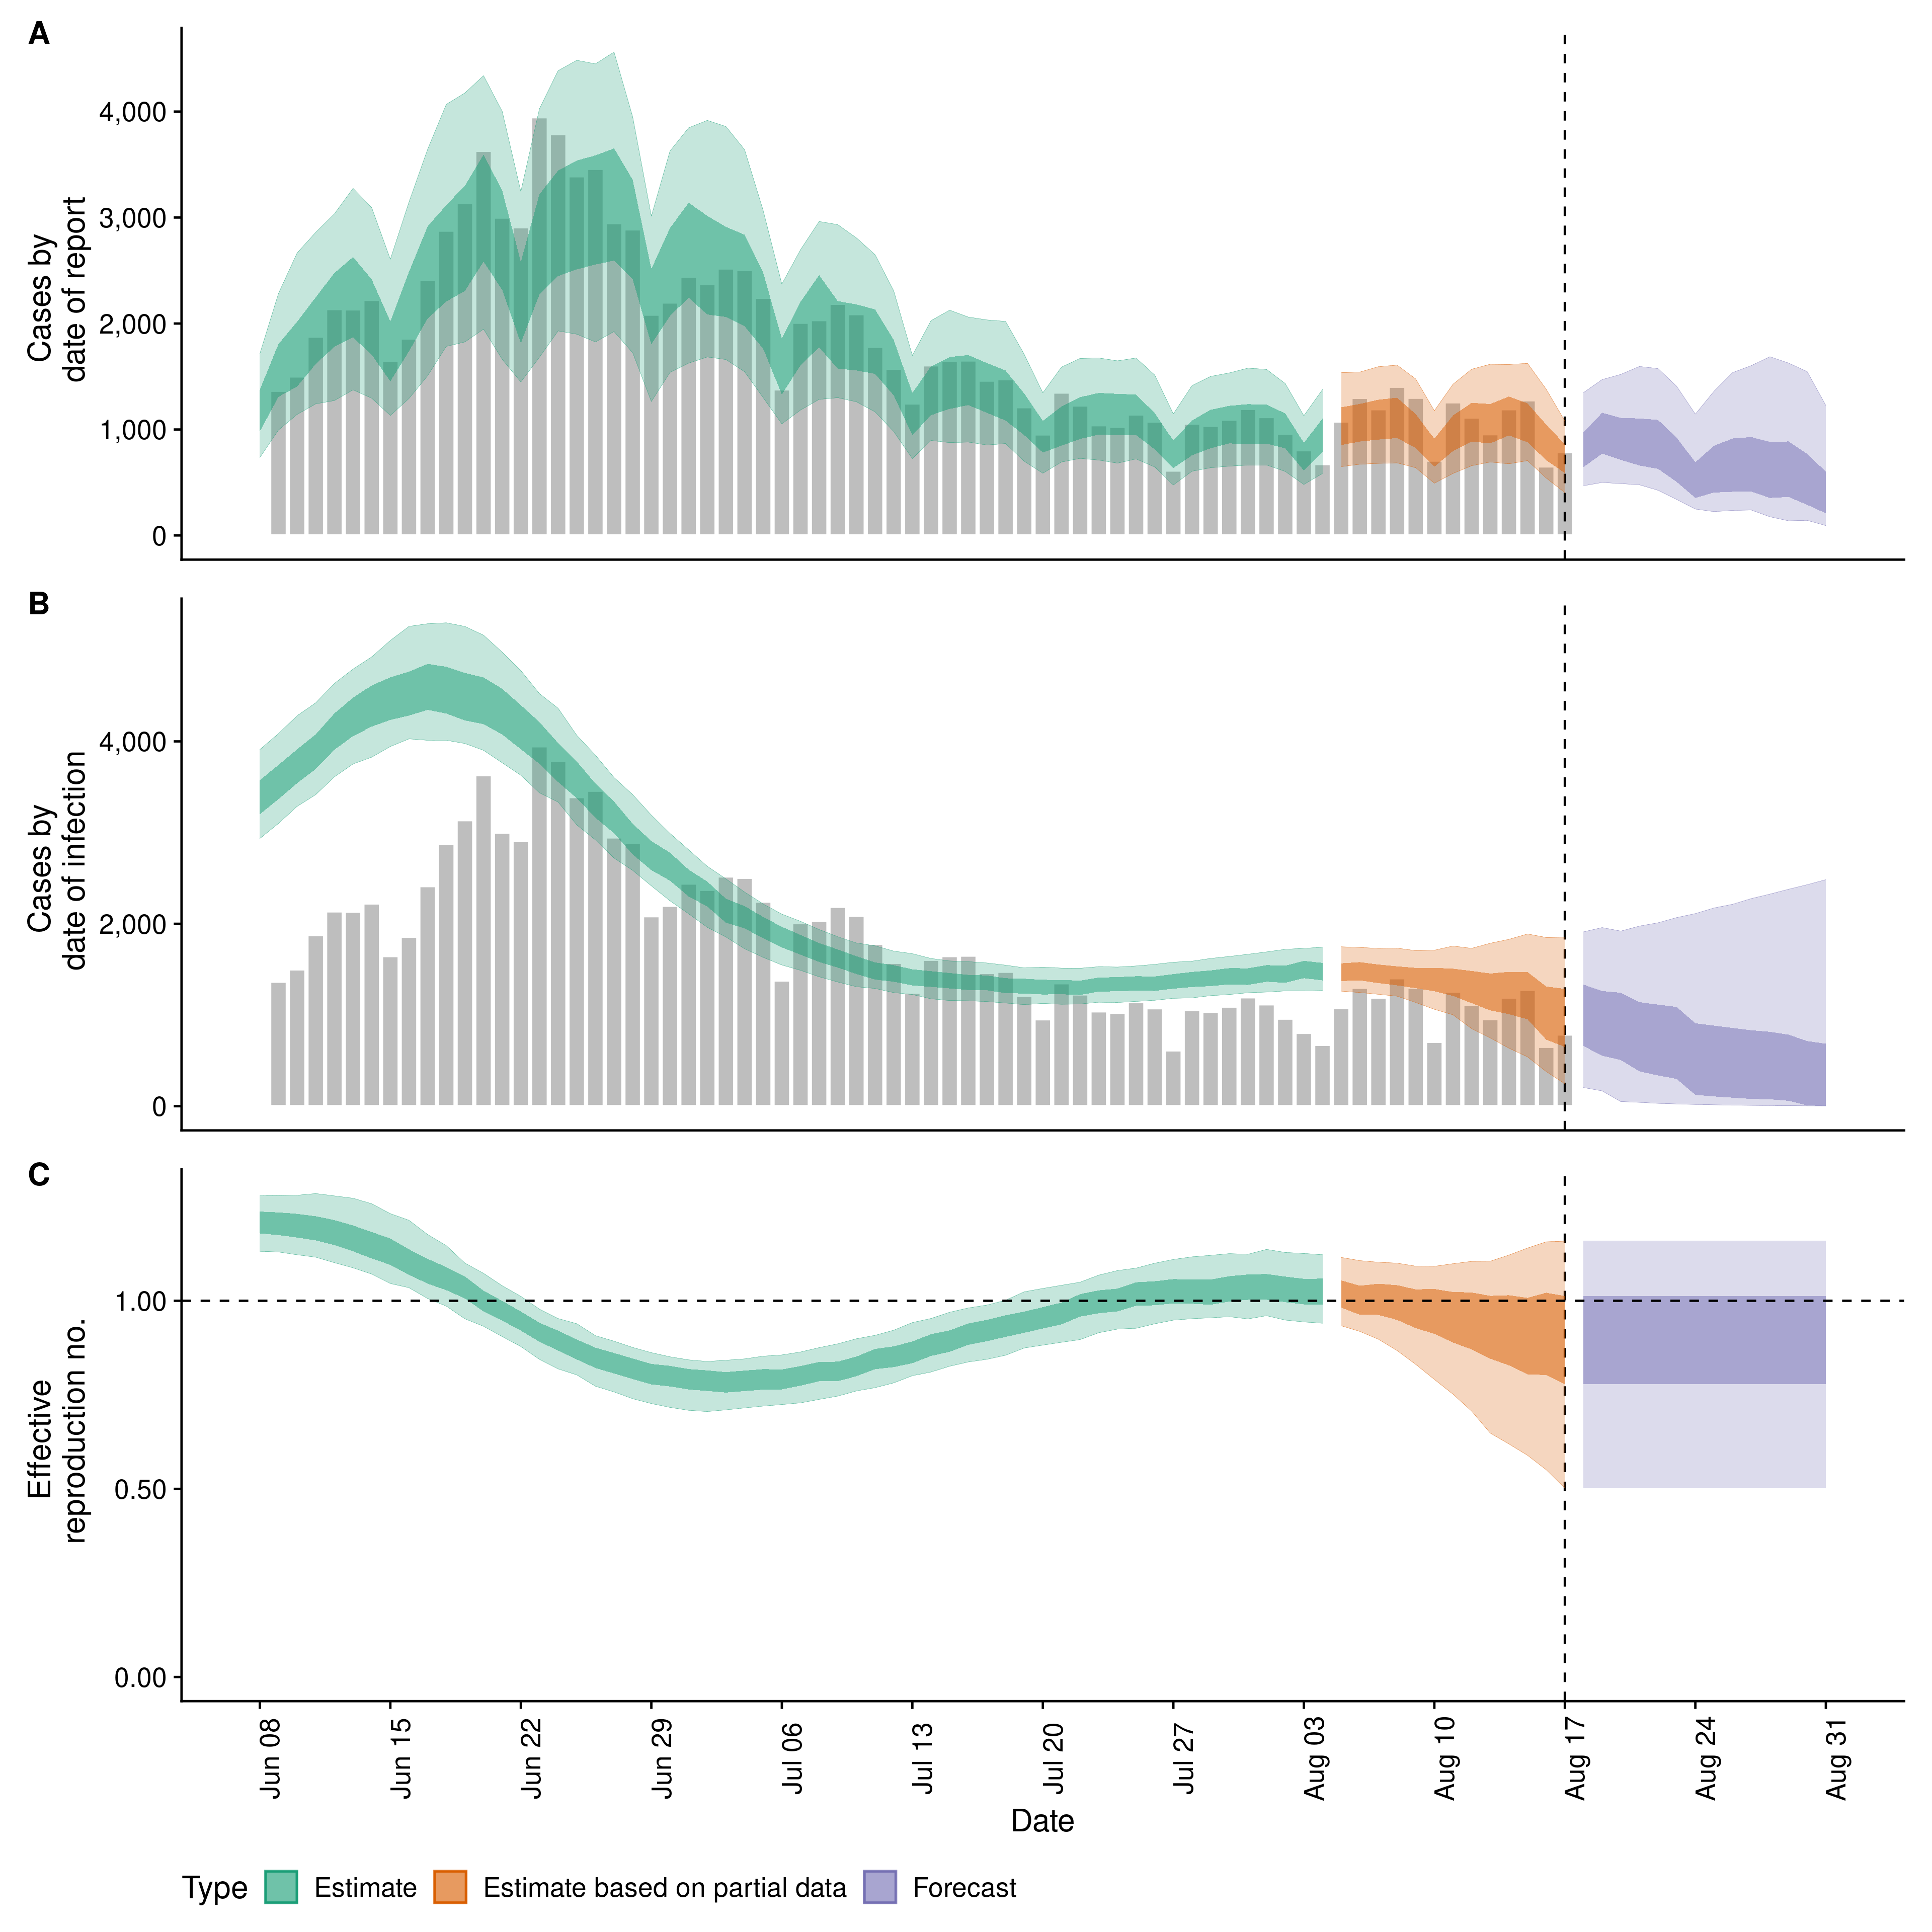 A
Cases by
date of report
4,000
3,000
2,000
1,000
0
B
Cases by
date of infection
4,000
2,000
0
C
Effective
reproduction no.
1.00
0.50
0.00
Jun 08
Jun 15
Jun 22
Jun 29
Jul 06
Jul 13
Jul 20
Jul 27
Aug 03
Aug 10
Aug 17
Aug 24
Aug 31
Date
Type Estimate Estimate based on partial data Forecast